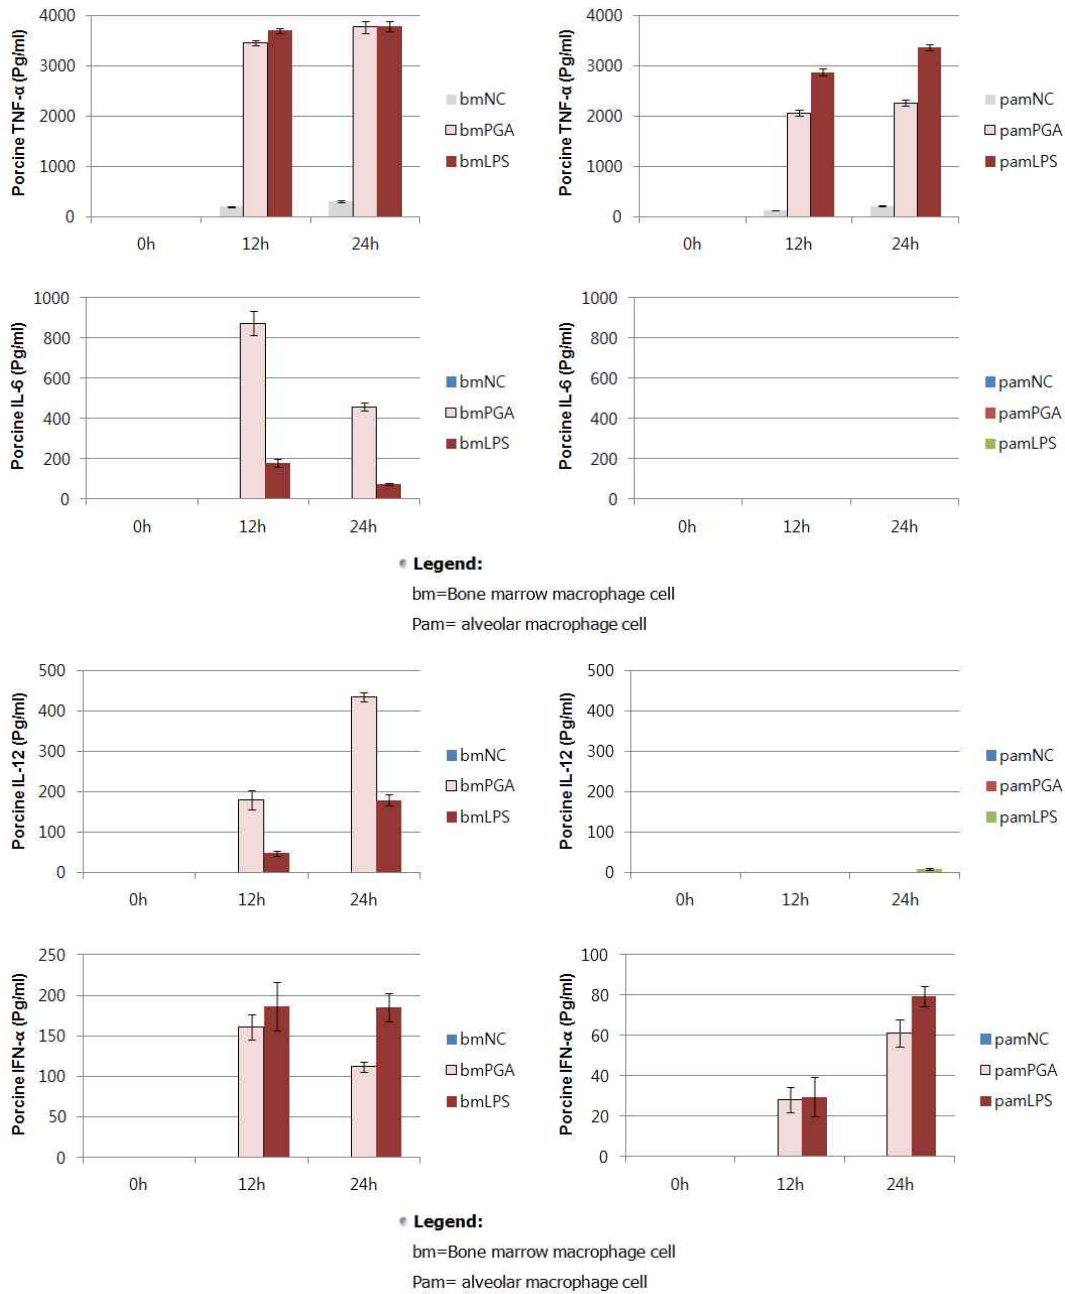 Porcine TNF-α (Pg/ml)
4000
3000
2000
1000
0
0h 12h 24h
bmNC
bmPGA
bmLPS
Porcine TNF-α (Pg/ml)
4000
3000
2000
1000
0
0h 12h 24h
pamNC
pamPGA
pamLPS
Porcine IL-6 (Pg/ml)
1000
800
600
400
200
0
0h 12h 24h
bmNC
bmPGA
bmLPS
Porcine IL-6 (Pg/ml)
1000
800
600
400
200
0
0h 12h 24h
pamNC
pamPGA
pamLPS
Legend:
bm=Bone marrow macrophage cell
Pam= alveolar macrophage cell
Porcine IL-12 (Pg/ml)
500
400
300
200
100
0
0h 12h 24h
bmNC
bmPGA
bmLPS
Porcine IL-12 (Pg/ml)
500
400
300
200
100
0
0h 12h 24h
pamNC
pamPGA
pamLPS
Porcine IFN-α (Pg/ml)
250
200
150
100
50
0
0h 12h 24h
bmNC
bmPGA
bmLPS
Porcine IFN-α (Pg/ml)
100
80
60
40
20
0
0h 12h 24h
pamNC
pamPGA
pamLPS
Legend:
bm=Bone marrow macrophage cell
Pam= alveolar macrophage cell